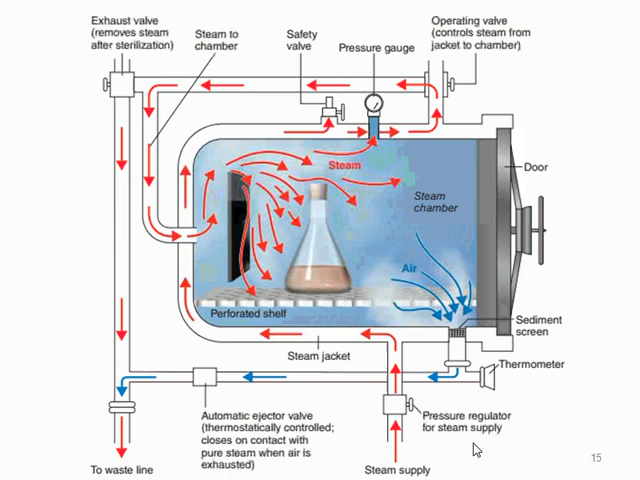 Exhaust valve
(removes steam
after sterilization)
Steam to
chamber
Safety
valve
Pressure gauge
Operating valve
(controls steam from
jacket to chamber)
Steam
Steam
chamber
Door
Air
Perforated shelf
Sediment
screen
Steam jacket
Thermometer
Automatic ejector valve
(thermostatically controlled;
closes on contact with
pure steam when air is
exhausted)
Pressure regulator
for steam supply
To waste line
Steam supply
15